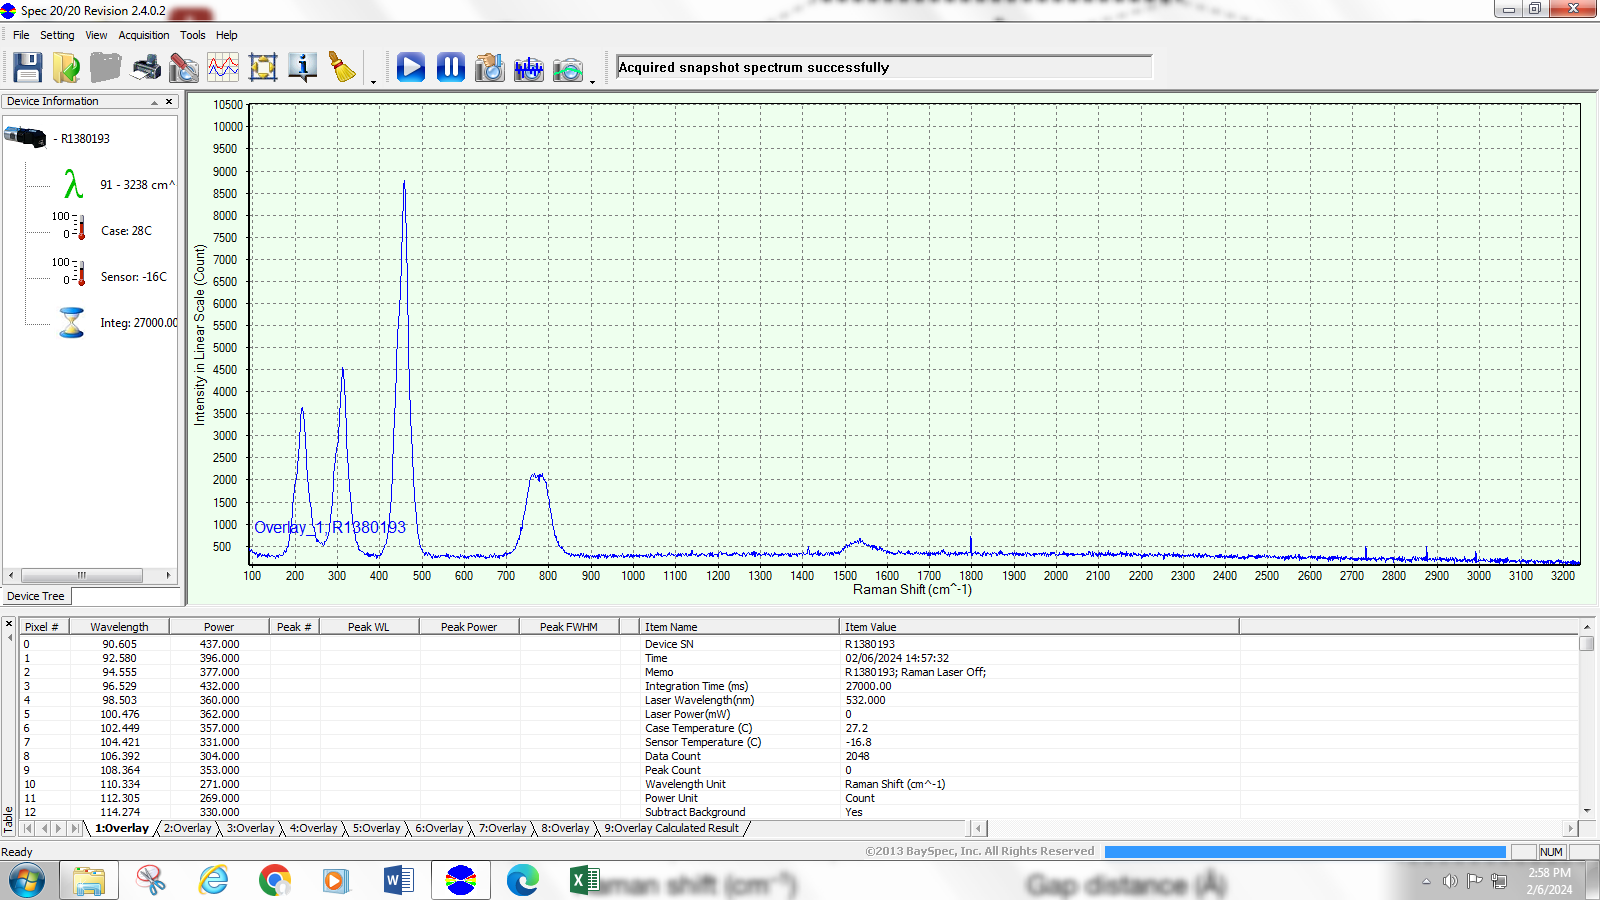 Spec 20/20 Revision 2.4.0.2
File Setting View Acquisition Tools Help
Acquired snapshot spectrum successfully
Device Information
- R1380193
91 - 3238 cm^
100
0
Case: 28C
100
0
Sensor: -16C
Integ: 27000.00
Device Tree
Intensity in Linear Scale (Count)
10500
10000
9500
9000
8500
8000
7500
7000
6500
6000
5500
5000
4500
4000
3500
3000
2500
2000
1500
1000
500
Overlay_1, R1380193
100 200 300 400 500 600 700 800 900 1000 1100 1200 1300 1400 1500 1600 1700 1800 1900 2000 2100 2200 2300 2400 2500 2600 2700 2800 2900 3000 3100 3200
Raman Shift (cm^-1)
Table
Pixel # Wavelength Power Peak # Peak WL Peak Power Peak FWHM Item Name Item Value
0 90.605 437.000 Device SN R1380193
1 92.580 396.000 Time 02/06/2024 14:57:32
2 94.555 377.000 Memo R1380193; Raman Laser Off;
3 96.529 432.000 Integration Time (ms) 27000.00
4 98.503 360.000 Laser Wavelength(nm) 532.000
5 100.476 362.000 Laser Power(mW) 0
6 102.449 357.000 Case Temperature (C) 27.2
7 104.421 331.000 Sensor Temperature (C) -16.8
8 106.392 304.000 Data Count 2048
9 108.364 353.000 Peak Count 0
10 110.334 271.000 Wavelength Unit Raman Shift (cm^-1)
11 112.305 269.000 Power Unit Count
12 114.274 330.000 Subtract Background Yes
1:Overlay 2:Overlay 3:Overlay 4:Overlay 5:Overlay 6:Overlay 7:Overlay 8:Overlay 9:Overlay Calculated Result
Ready ©2013 BaySpec, Inc. All Rights Reserved NUM
aman shift (cm⁻¹) Gap distance (Å)
2:58 PM
2/6/2024